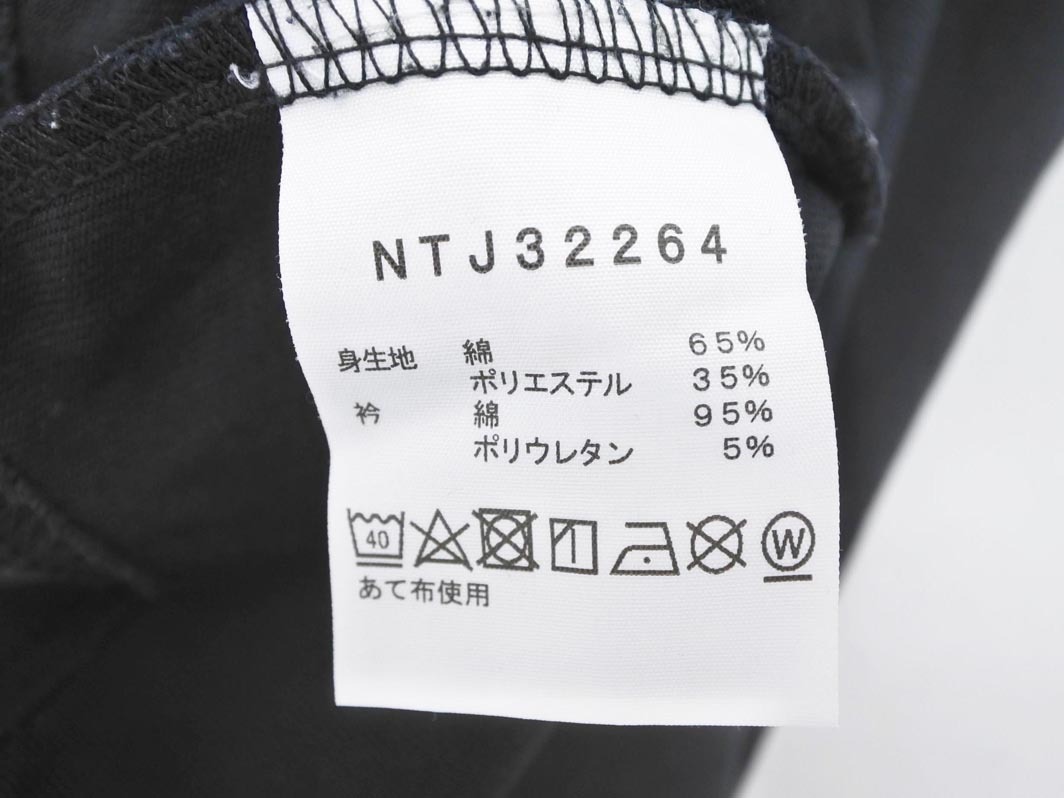 NTJ32264
身生地 綿 65%
ポリエステル 35%
衿 綿 95%
ポリウレタン 5%
40 W
あて布使用